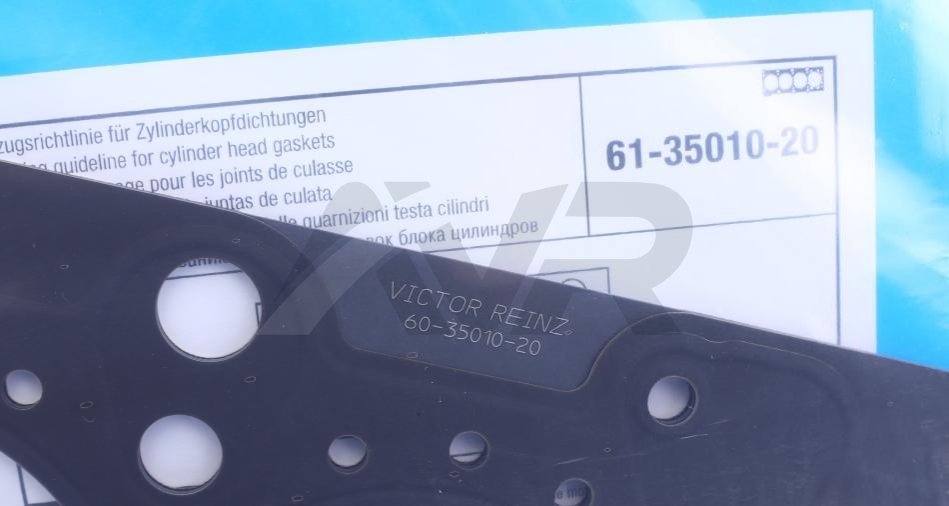 zugsrichtlinie für Zylinderkopfdichtungen
guideline for cylinder head gaskets
pour les joints de culasse
juntas de culata
guarnizioni testa cilindri
блока цилиндров
61-35010-20
VICTOR REINZ
60-35010-20